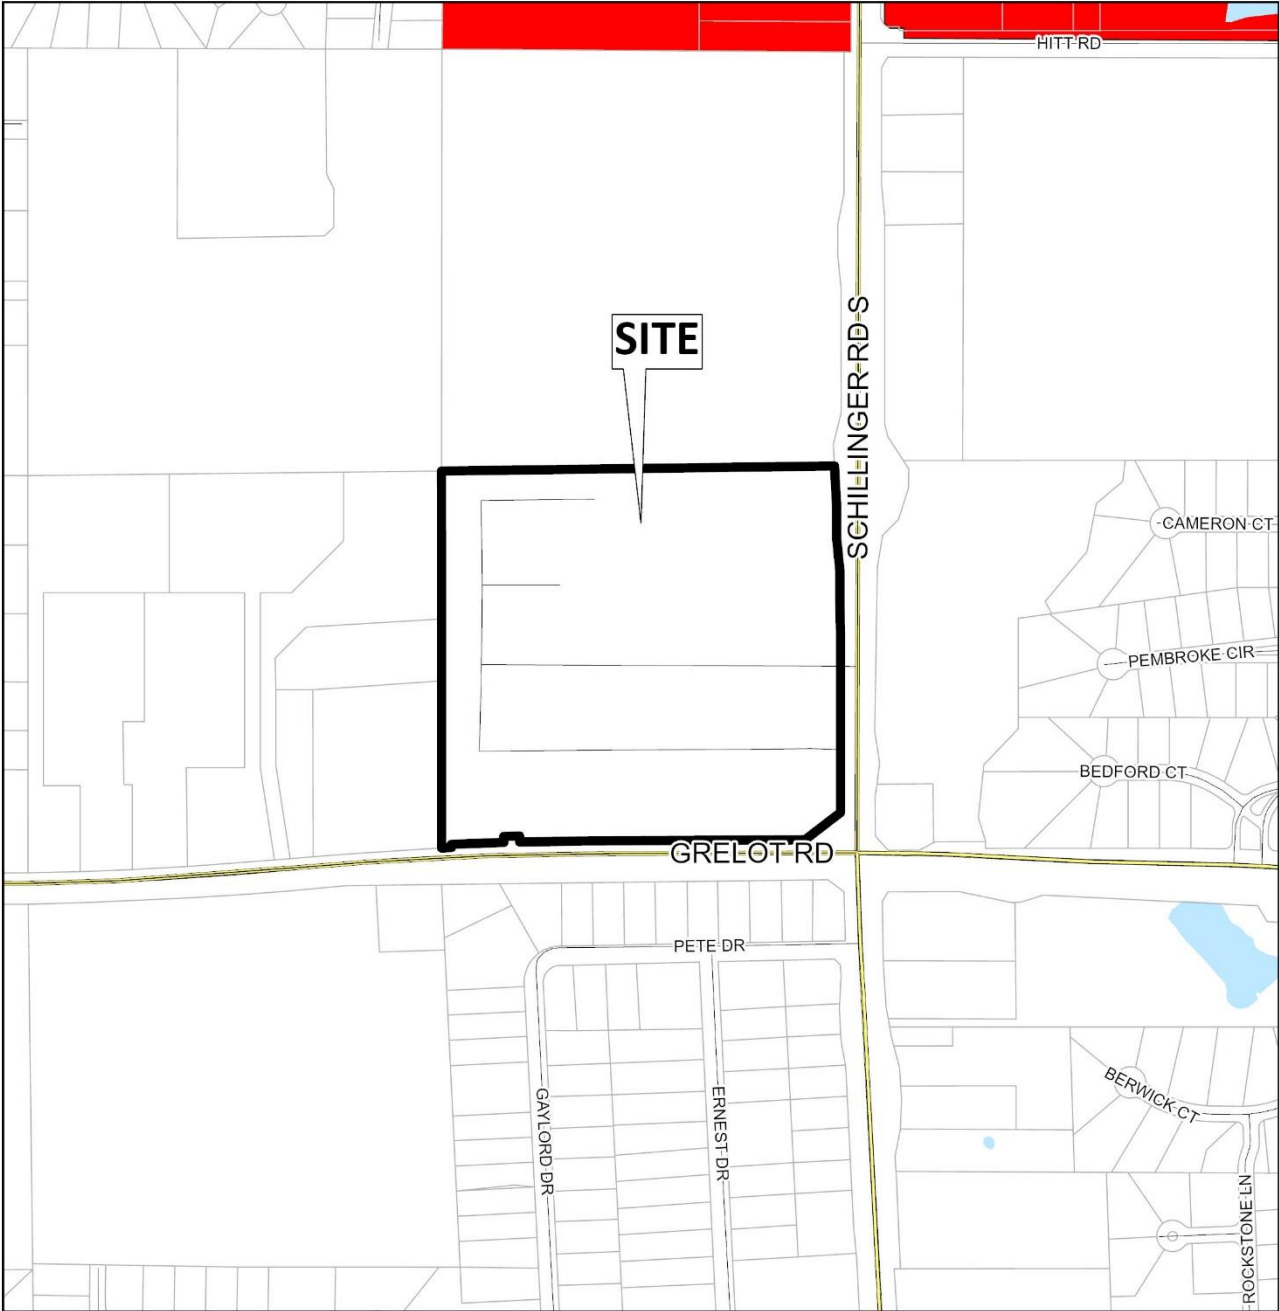 HITT RD
SITE
SCHILLINGER RD S
CAMERON CT
PEMBROKE CIR
BEDFORD CT
GRELOT RD
PETE DR
GAYLORD DR
ERNEST DR
BERWICK CT
ROCKSTONE LN